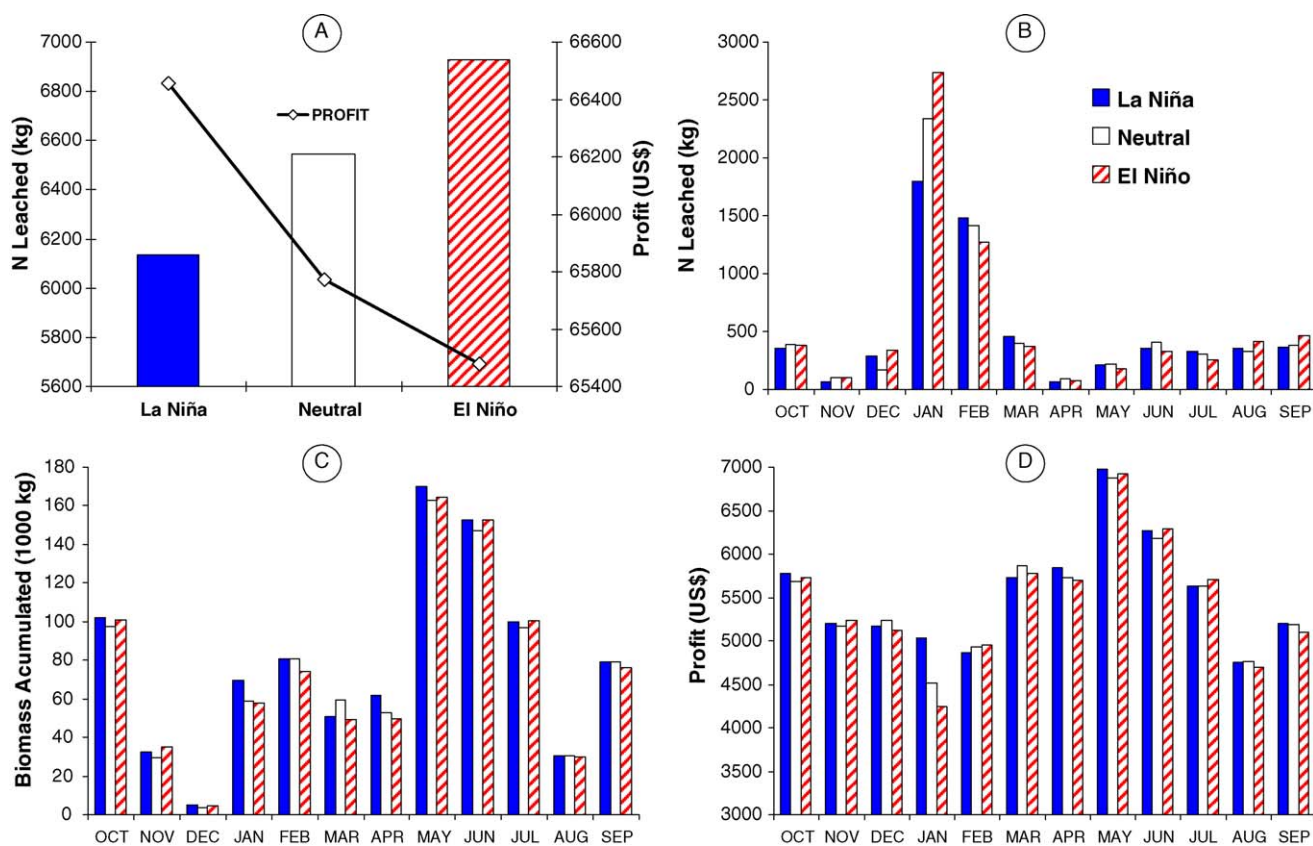 A
7000
6800
6600
6400
6200
6000
5800
5600
N Leached (kg)
PROFIT
66600
66400
66200
66000
65800
65600
65400
Profit (US$)
La Niña Neutral El Niño
B
3000
2500
2000
1500
1000
500
0
N Leached (kg)
La Niña
Neutral
El Niño
OCT NOV DEC JAN FEB MAR APR MAY JUN JUL AUG SEP
C
180
160
140
120
100
80
60
40
20
0
Biomass Acumulated (1000 kg)
OCT NOV DEC JAN FEB MAR APR MAY JUN JUL AUG SEP
D
7000
6500
6000
5500
5000
4500
4000
3500
3000
Profit (US$)
OCT NOV DEC JAN FEB MAR APR MAY JUN JUL AUG SEP